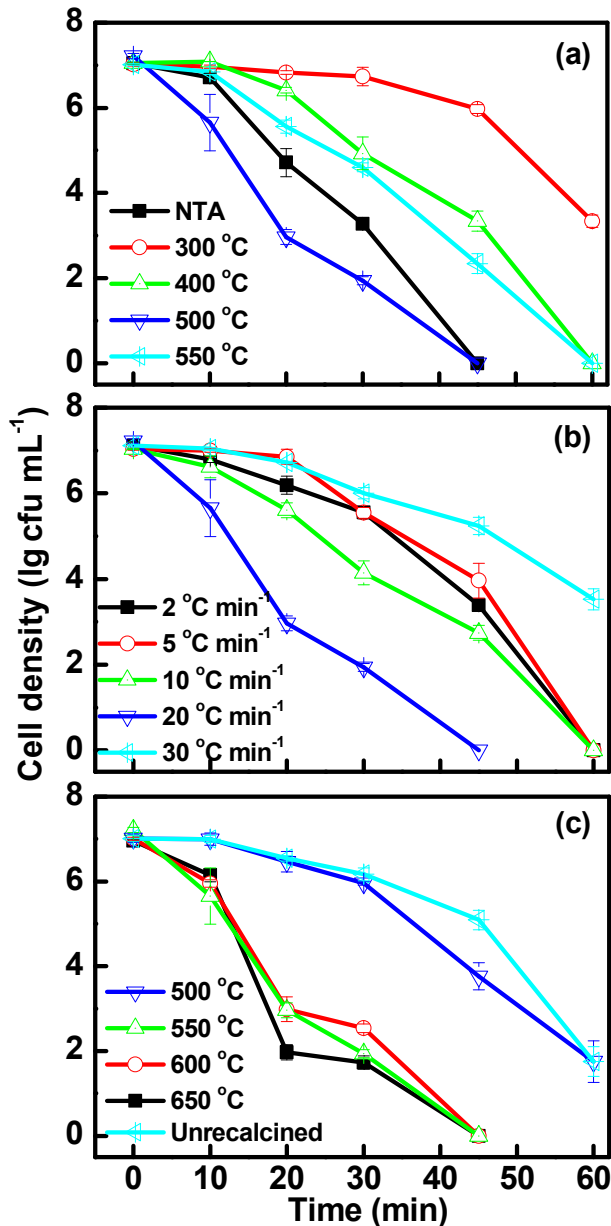 (a)
8
6
4
2
0
NTA
300 °C
400 °C
500 °C
550 °C
(b)
8
6
4
2
0
2 °C min⁻¹
5 °C min⁻¹
10 °C min⁻¹
20 °C min⁻¹
30 °C min⁻¹
Cell density (lg cfu mL⁻¹)
(c)
8
6
4
2
0
500 °C
550 °C
600 °C
650 °C
Unrecalcined
0 10 20 30 40 50 60
Time (min)